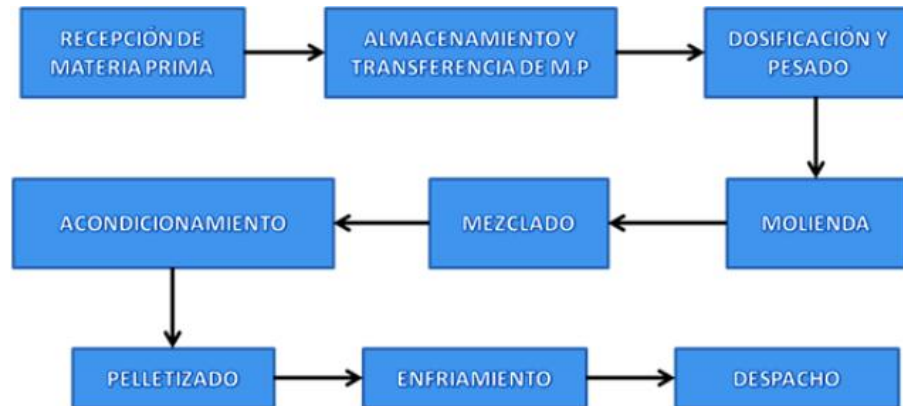 RECEPCIÓN DE
MATERIA PRIMA
ALMACENAMIENTO Y
TRANSFERENCIA DE M.P
DOSIFICACIÓN Y
PESADO
ACONDICIONAMIENTO
MEZCLADO
MOLIENDA
PELLETIZADO
ENFRIAMIENTO
DESPACHO